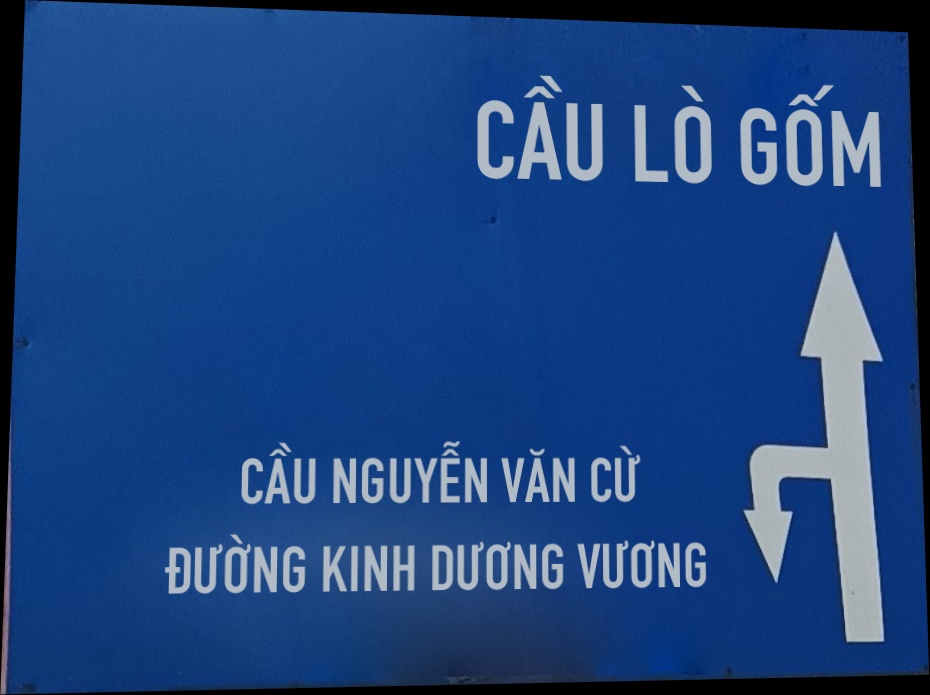 CẦU LÒ GỐM
CẦU NGUYỄN VĂN CỪ
ĐƯỜNG KINH DƯƠNG VƯƠNG